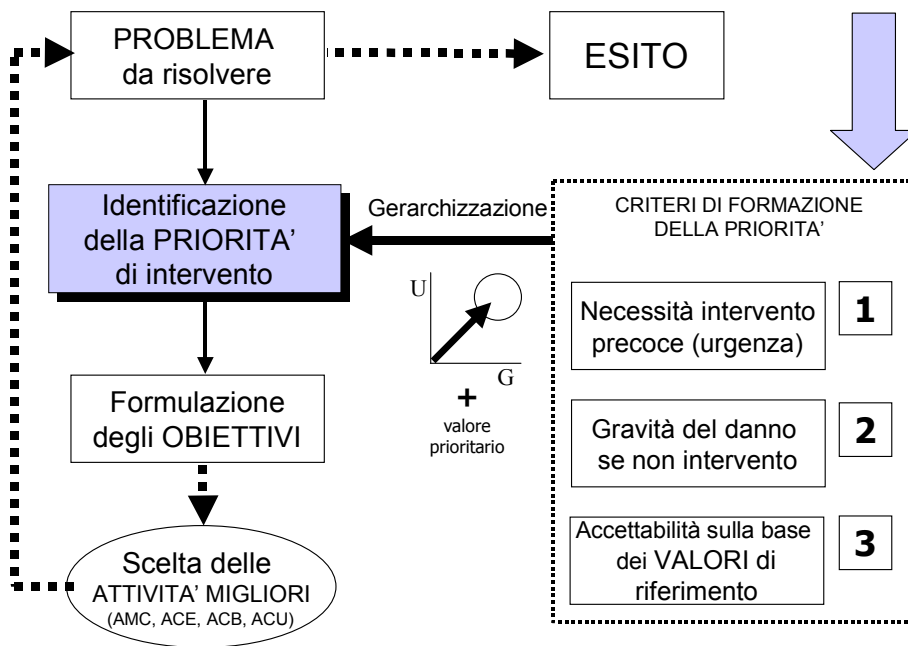 PROBLEMA
da risolvere
ESITO
Identificazione
della PRIORITA’
di intervento
Gerarchizzazione
U
G
+
valore
prioritario
Formulazione
degli OBIETTIVI
Scelta delle
ATTIVITA’ MIGLIORI
(AMC, ACE, ACB, ACU)
CRITERI DI FORMAZIONE
DELLA PRIORITA’
Necessità intervento
precoce (urgenza)
1
Gravità del danno
se non intervento
2
Accettabilità sulla base
dei VALORI di
riferimento
3